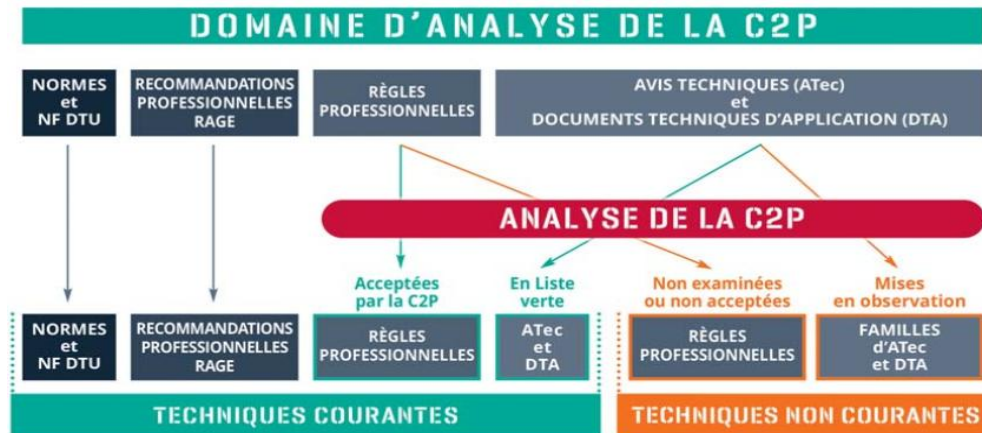 DOMAINE D'ANALYSE DE LA C2P
NORMES
et
NF DTU
RECOMMANDATIONS
PROFESSIONNELLES
RAGE
RÈGLES
PROFESSIONNELLES
AVIS TECHNIQUES (ATec)
et
DOCUMENTS TECHNIQUES D'APPLICATION (DTA)
ANALYSE DE LA C2P
Acceptées
par la C2P
En Liste
verte
Non examinées
ou non acceptées
Mises
en observation
NORMES
et
NF DTU
RECOMMANDATIONS
PROFESSIONNELLES
RAGE
RÈGLES
PROFESSIONNELLES
ATec
et
DTA
RÈGLES
PROFESSIONNELLES
FAMILLES
d'ATec
et DTA
TECHNIQUES COURANTES
TECHNIQUES NON COURANTES